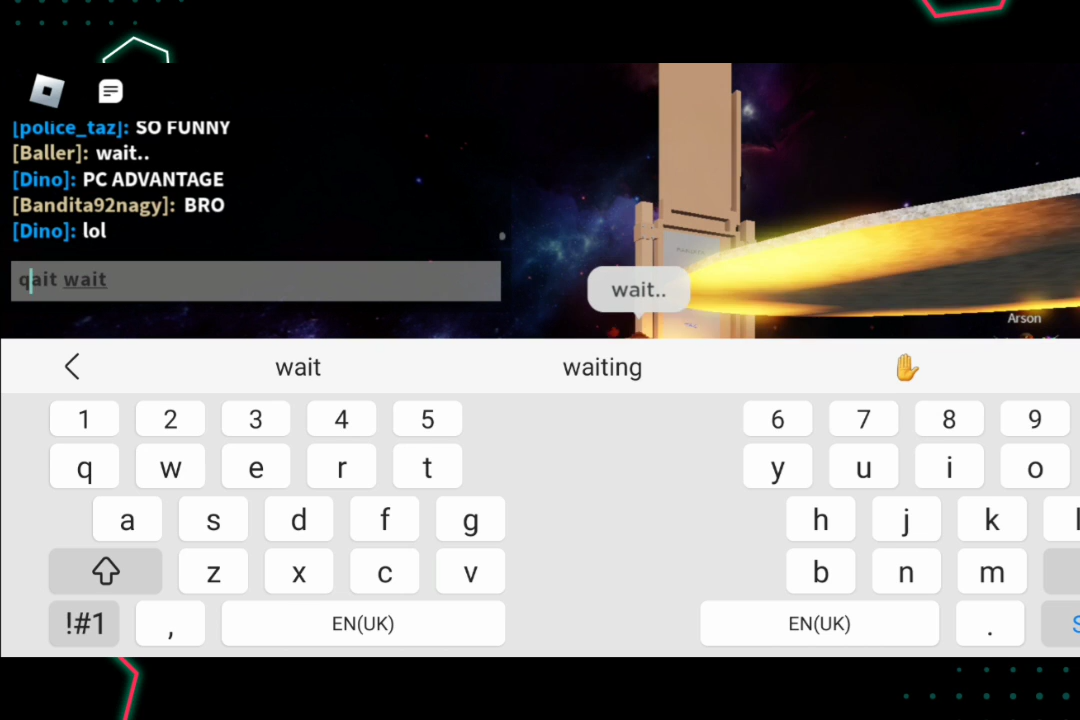 [police_taz]: SO FUNNY
[Baller]: wait..
[Dino]: PC ADVANTAGE
[Bandita92nagy]: BRO
[Dino]: lol
qait wait
wait..
Arson
wait waiting ✋
1 2 3 4 5 6 7 8 9
q w e r t y u i o
a s d f g h j k l
z x c v b n m
!#1 , EN(UK) EN(UK) .